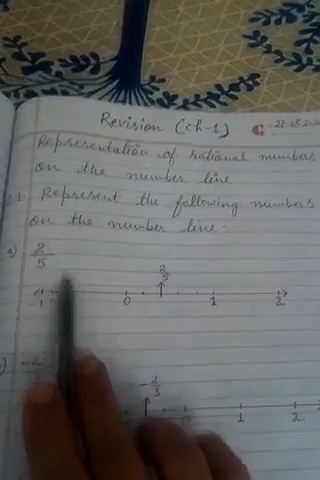 Revision (ch-1)
Representation of rational numbers
on the number line
Represent the following numbers
on the number line.
a) 2/5
2/5
-1 0 1 2
-2/3
0 1 2